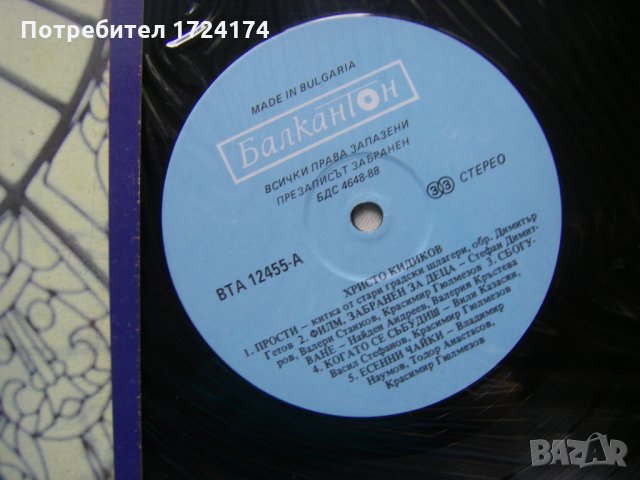 Потребител 1724174
MADE IN BULGARIA
Балкантон
ВСИЧКИ ПРАВА ЗАПАЗЕНИ
ПРЕЗАПИСЪТ ЗАБРАНЕН
БДС 4648-88
33 СТЕРЕО
ВТА 12455-А
ХРИСТО КИДИКОВ
1. ПРОСТИ – китка от стари градски шлагери, обр. Димитър
Гетов 2. ФИЛМ, ЗАБРАНЕН ЗА ДЕЦА – Стефан Димит-
ров, Валери Станков, Красимир Гюлмезов 3. СБОГУ-
ВАНЕ – Найден Андреев, Валерия Кръстева
4. КОГАТО СЕ СЪБУДИШ – Вили Казасян,
Васил Стефанов, Красимир Гюлмезов
5. ЕСЕННИ ЧАЙКИ – Владимир
Наумов, Тодор Анастасов,
Красимир Гюлмезов
BAZAR